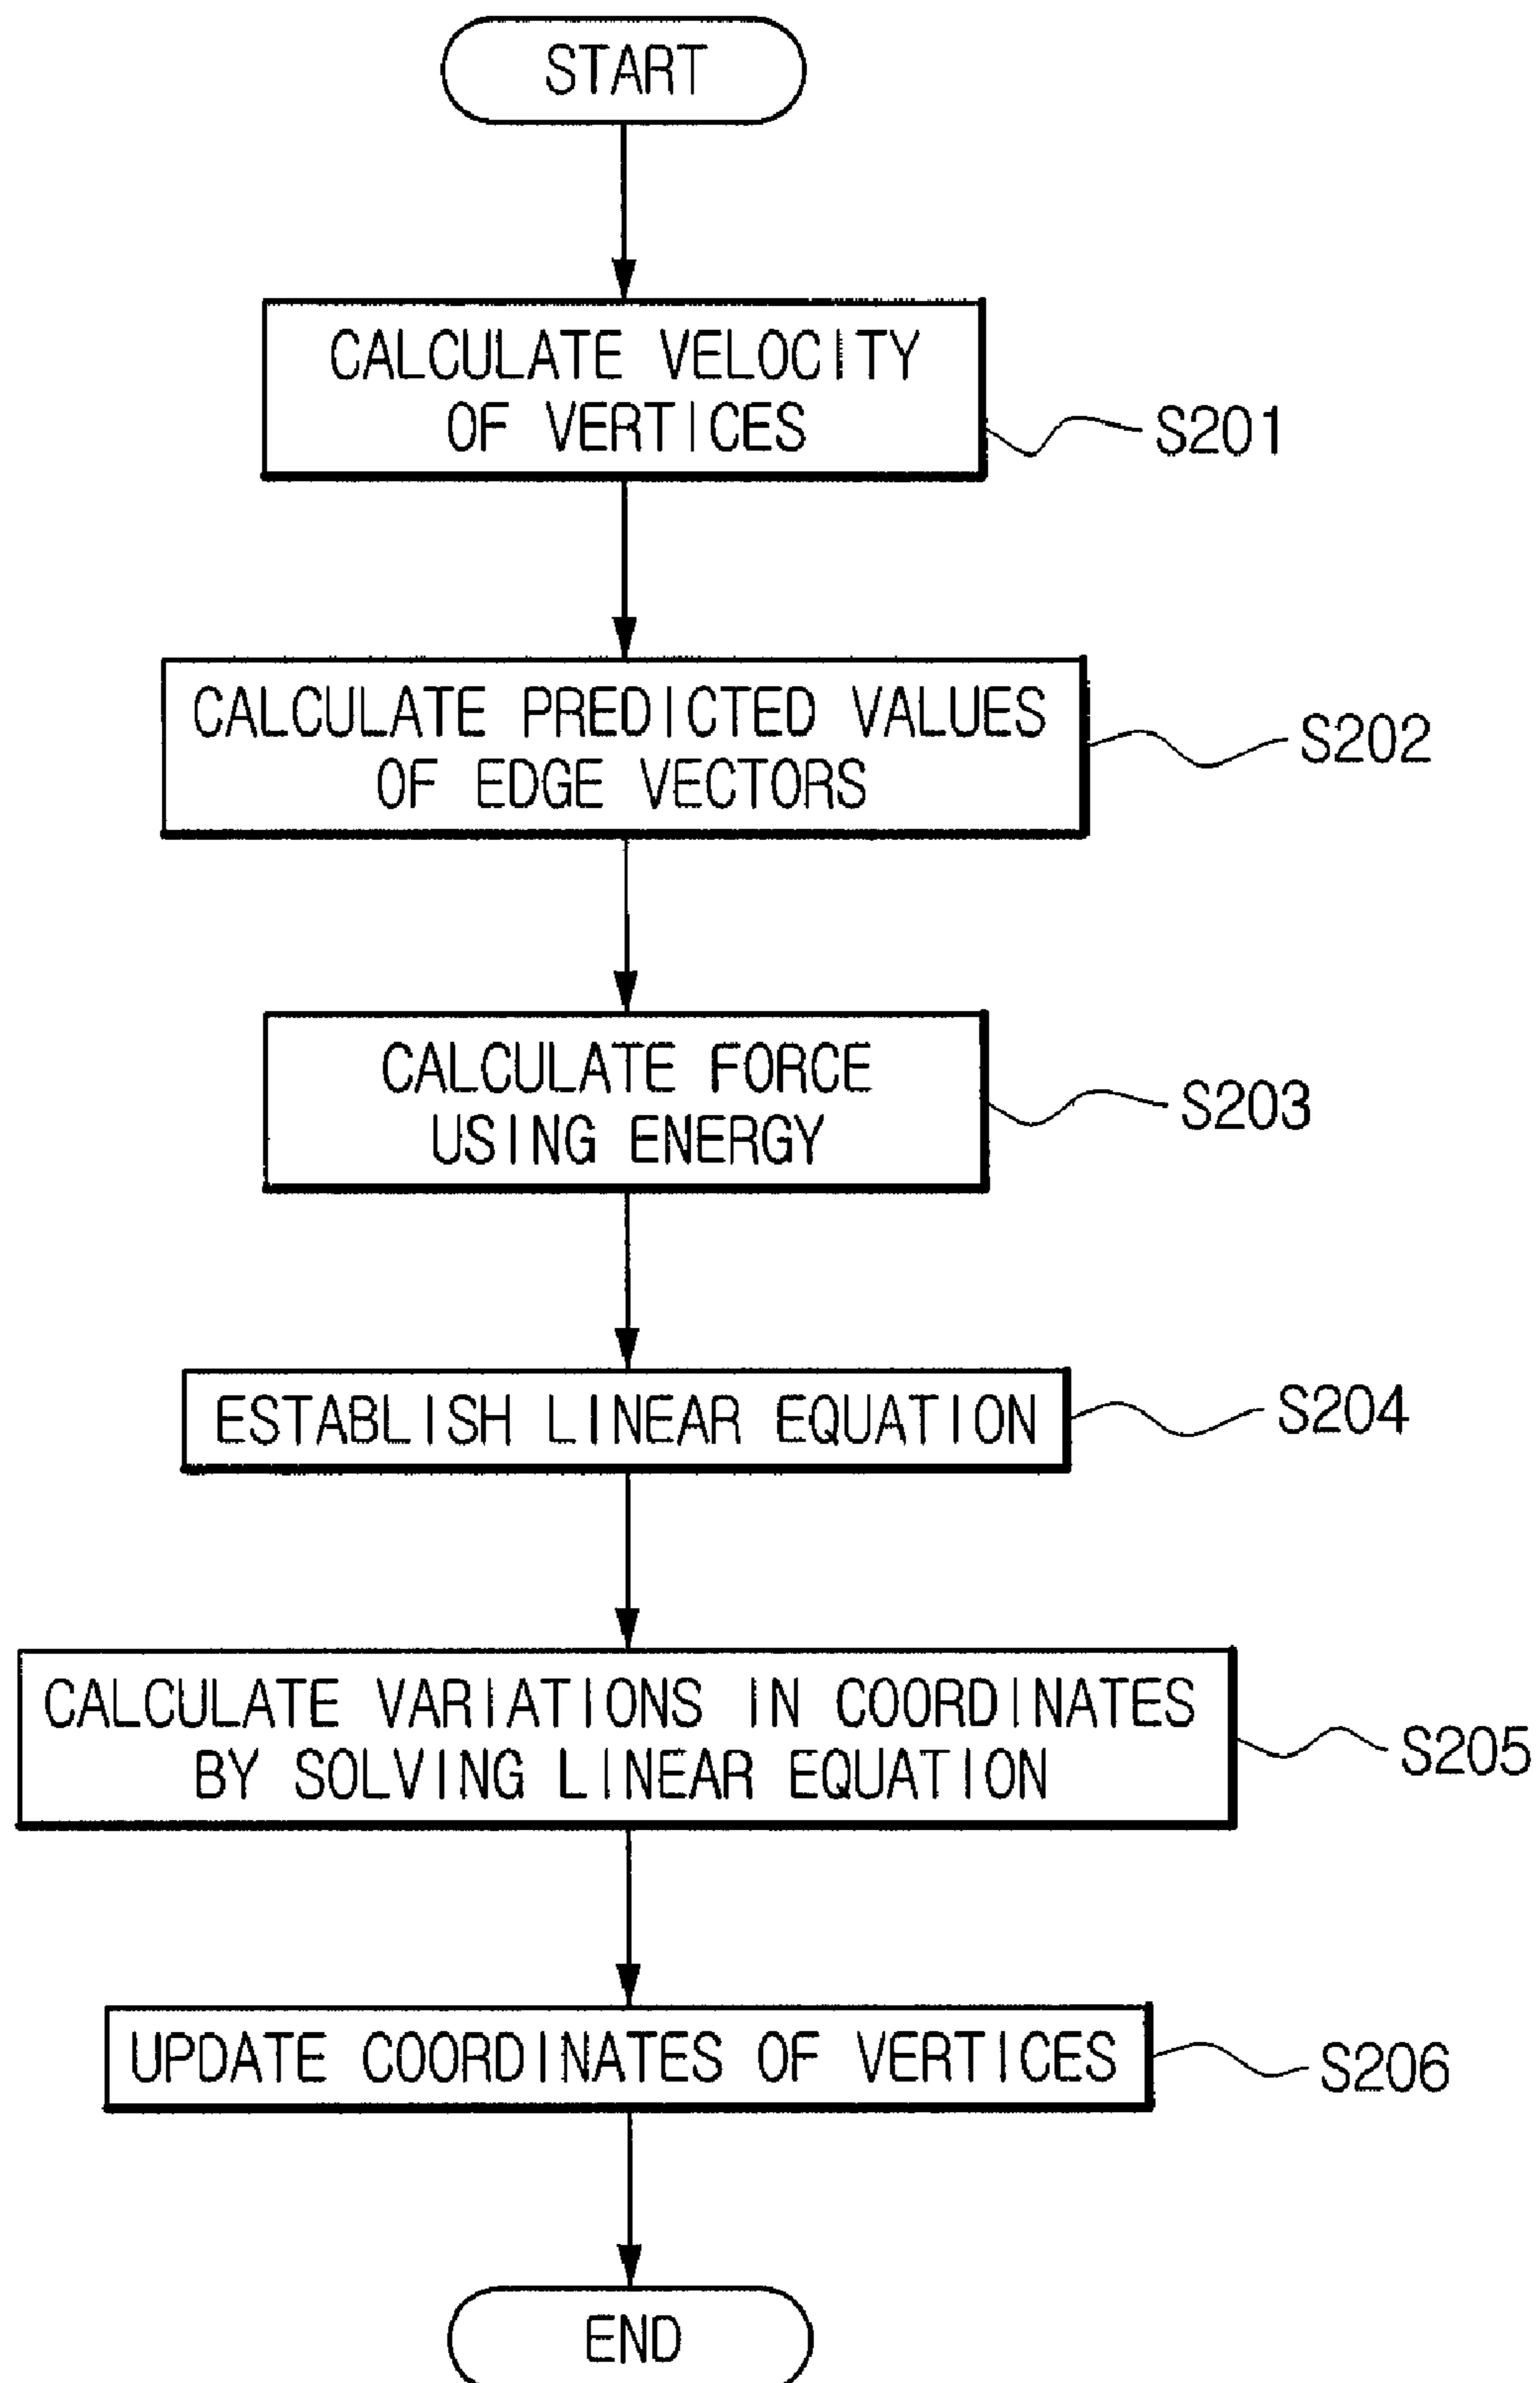 START
CALCULATE VELOCITY
OF VERTICES
S201
CALCULATE PREDICTED VALUES
OF EDGE VECTORS
S202
CALCULATE FORCE
USING ENERGY
S203
ESTABLISH LINEAR EQUATION
S204
CALCULATE VARIATIONS IN COORDINATES
BY SOLVING LINEAR EQUATION
S205
UPDATE COORDINATES OF VERTICES
S206
END